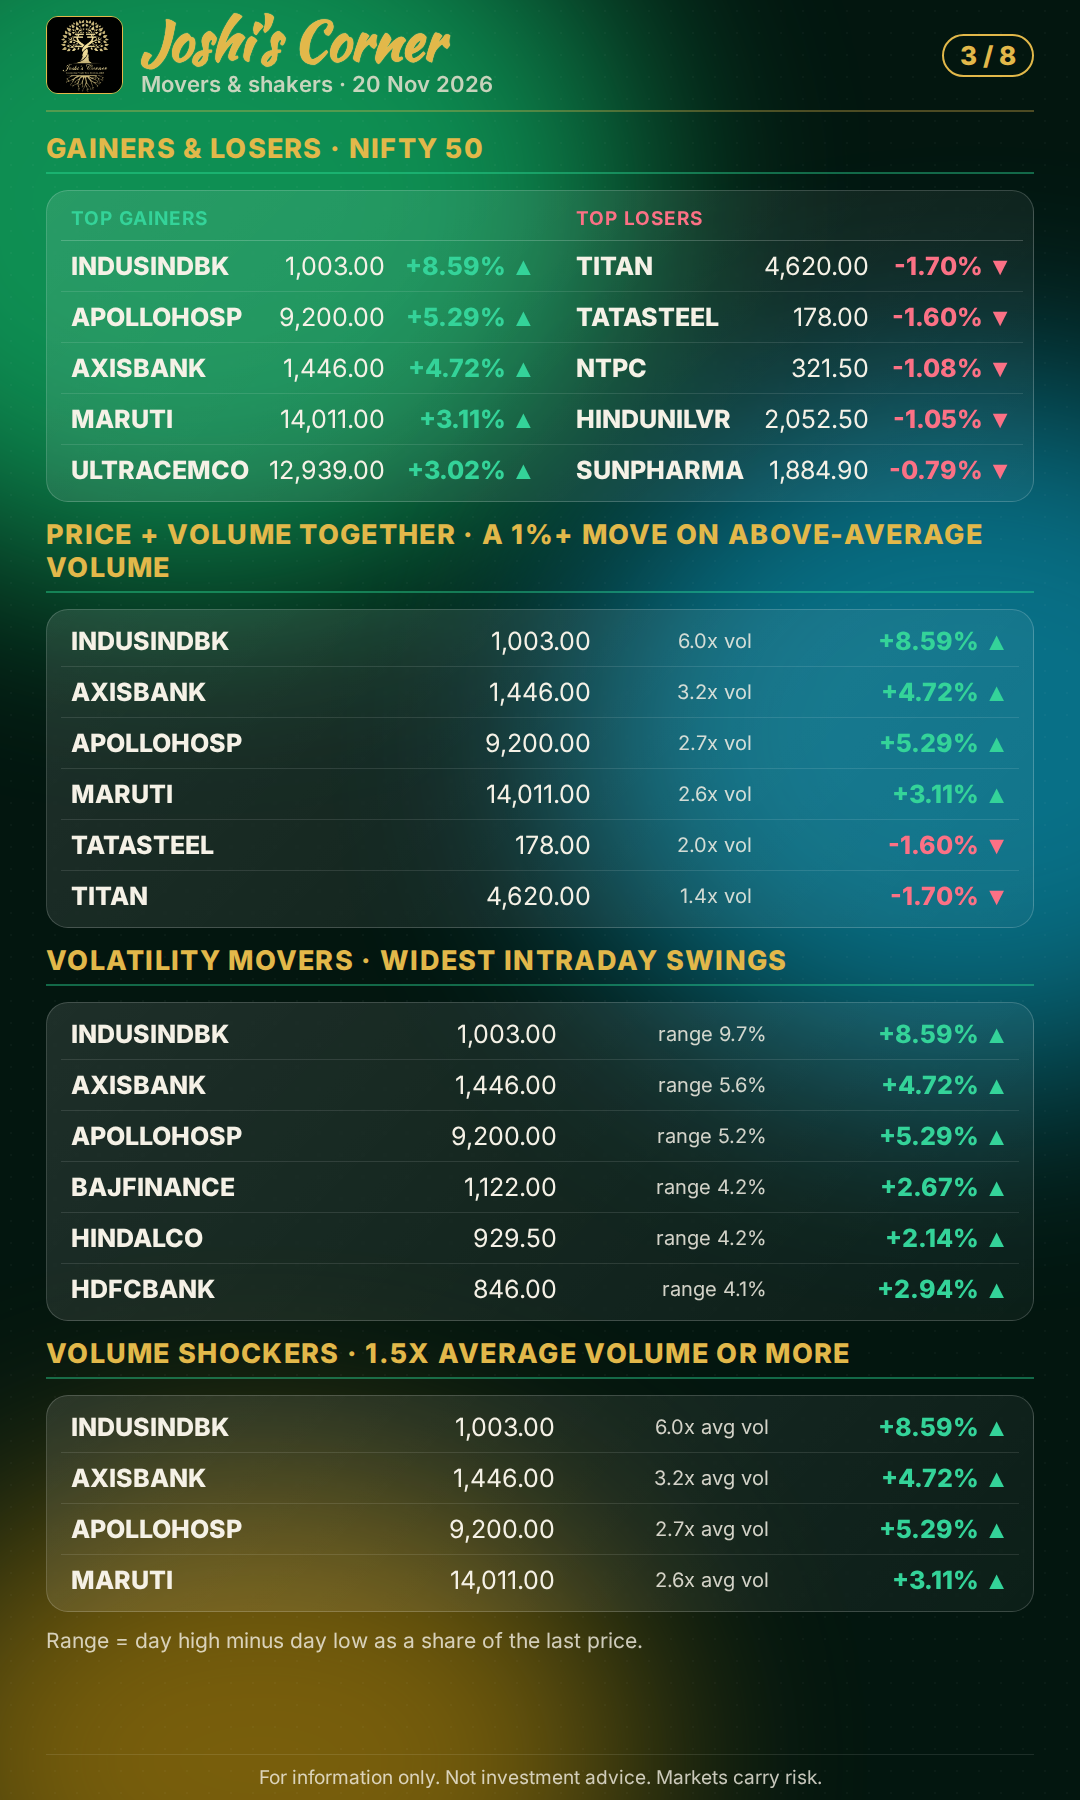 Joshi's Corner
Joshi's Corner
Movers & shakers · 20 Nov 2026
3 / 8
GAINERS & LOSERS · NIFTY 50
TOP GAINERS TOP LOSERS
INDUSINDBK 1,003.00 +8.59% ▲ TITAN 4,620.00 -1.70% ▼
APOLLOHOSP 9,200.00 +5.29% ▲ TATASTEEL 178.00 -1.60% ▼
AXISBANK 1,446.00 +4.72% ▲ NTPC 321.50 -1.08% ▼
MARUTI 14,011.00 +3.11% ▲ HINDUNILVR 2,052.50 -1.05% ▼
ULTRACEMCO 12,939.00 +3.02% ▲ SUNPHARMA 1,884.90 -0.79% ▼
PRICE + VOLUME TOGETHER · A 1%+ MOVE ON ABOVE-AVERAGE
VOLUME
INDUSINDBK 1,003.00 6.0x vol +8.59% ▲
AXISBANK 1,446.00 3.2x vol +4.72% ▲
APOLLOHOSP 9,200.00 2.7x vol +5.29% ▲
MARUTI 14,011.00 2.6x vol +3.11% ▲
TATASTEEL 178.00 2.0x vol -1.60% ▼
TITAN 4,620.00 1.4x vol -1.70% ▼
VOLATILITY MOVERS · WIDEST INTRADAY SWINGS
INDUSINDBK 1,003.00 range 9.7% +8.59% ▲
AXISBANK 1,446.00 range 5.6% +4.72% ▲
APOLLOHOSP 9,200.00 range 5.2% +5.29% ▲
BAJFINANCE 1,122.00 range 4.2% +2.67% ▲
HINDALCO 929.50 range 4.2% +2.14% ▲
HDFCBANK 846.00 range 4.1% +2.94% ▲
VOLUME SHOCKERS · 1.5X AVERAGE VOLUME OR MORE
INDUSINDBK 1,003.00 6.0x avg vol +8.59% ▲
AXISBANK 1,446.00 3.2x avg vol +4.72% ▲
APOLLOHOSP 9,200.00 2.7x avg vol +5.29% ▲
MARUTI 14,011.00 2.6x avg vol +3.11% ▲
Range = day high minus day low as a share of the last price.
For information only. Not investment advice. Markets carry risk.